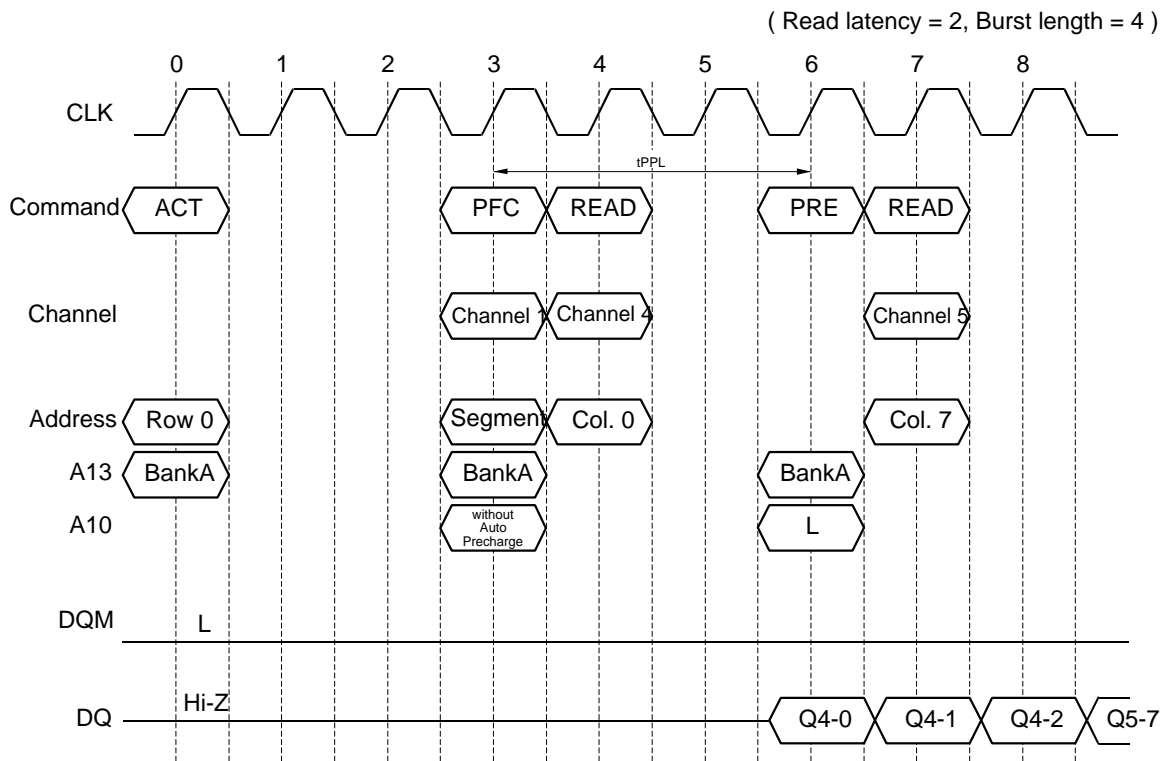 ( Read latency = 2, Burst length = 4 )
0 1 2 3 4 5 6 7 8
CLK
tPPL
Command ACT PFC READ PRE READ
Channel Channel 1 Channel 4 Channel 5
Address Row 0 Segment Col. 0 Col. 7
A13 BankA BankA BankA
A10 without Auto Precharge L
DQM L
Hi-Z
DQ Q4-0 Q4-1 Q4-2 Q5-7